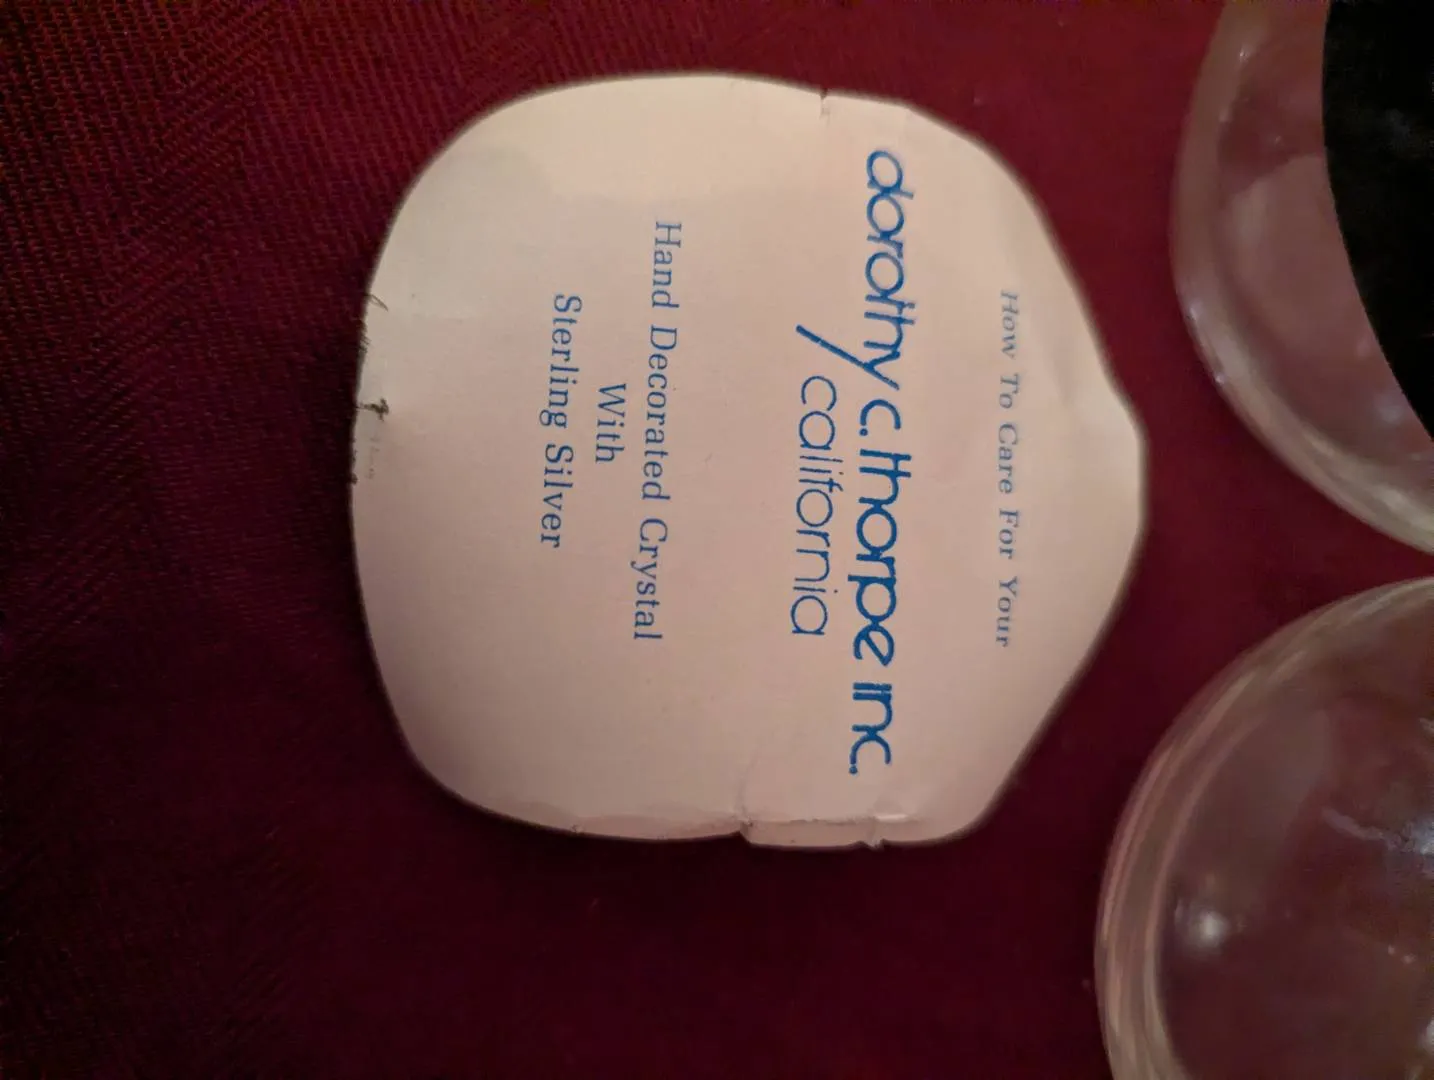 How To Care For Your
dorothy c. thorpe inc.
california
Hand Decorated Crystal
With
Sterling Silver